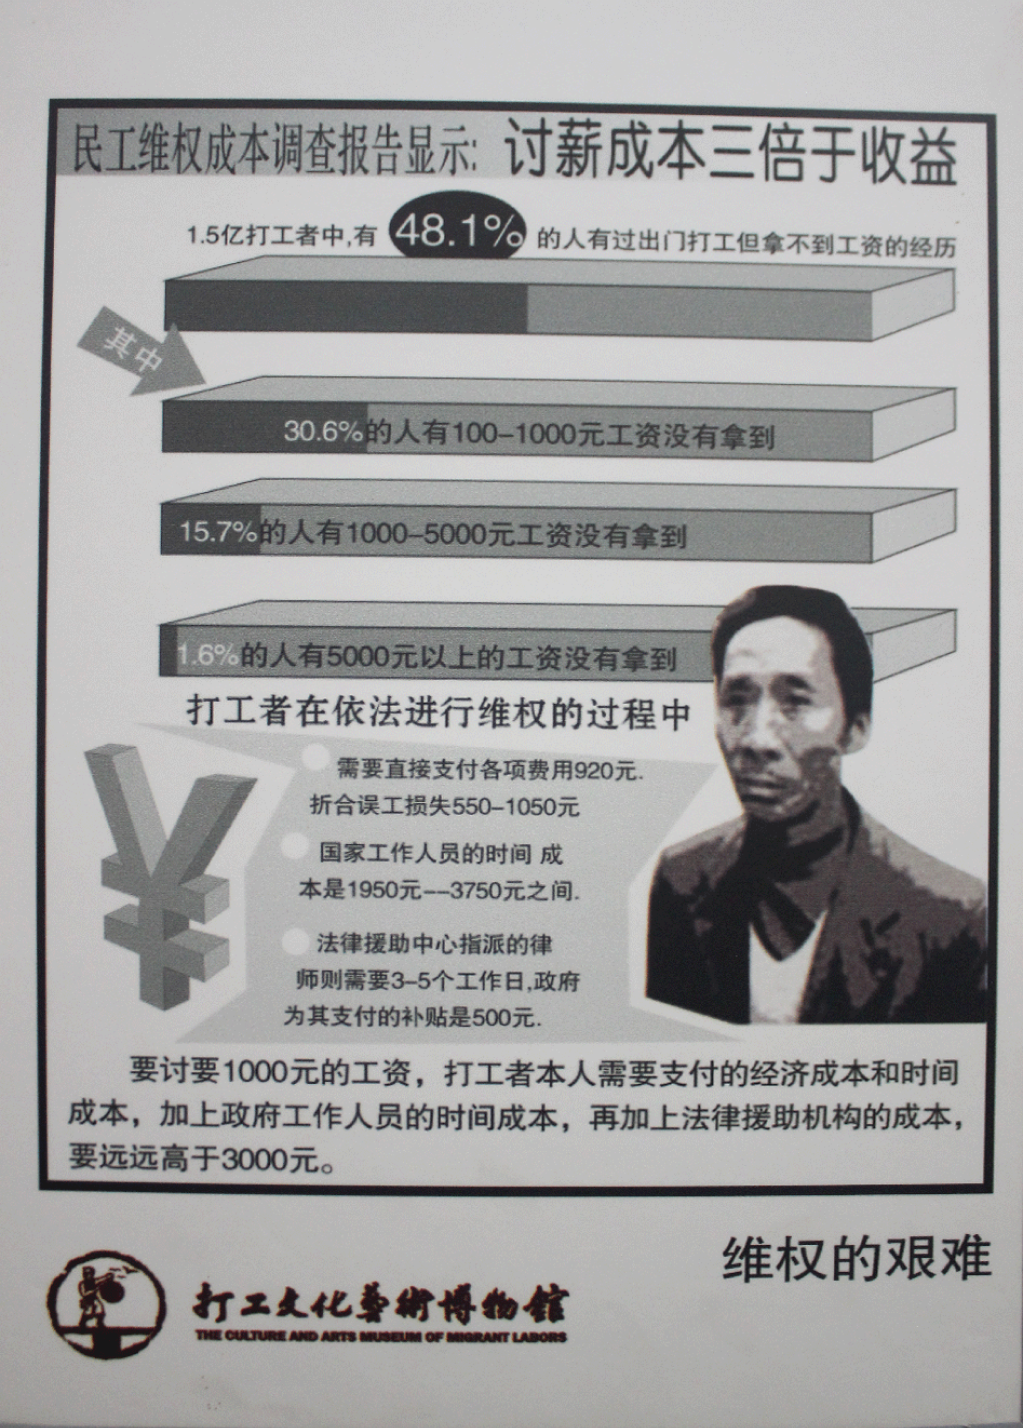 民工维权成本调查报告显示: 讨薪成本三倍于收益
1.5亿打工者中,有 48.1% 的人有过出门打工但拿不到工资的经历
其中
30.6%的人有100-1000元工资没有拿到
15.7%的人有1000-5000元工资没有拿到
1.6%的人有5000元以上的工资没有拿到
打工者在依法进行维权的过程中
需要直接支付各项费用920元.
折合误工损失550-1050元
国家工作人员的时间 成
本是1950元--3750元之间.
法律援助中心指派的律
师则需要3-5个工作日,政府
为其支付的补贴是500元.
¥
要讨要1000元的工资，打工者本人需要支付的经济成本和时间
成本，加上政府工作人员的时间成本，再加上法律援助机构的成本，
要远远高于3000元。
维权的艰难
打工文化藝術博物館
THE CULTURE AND ARTS MUSEUM OF MIGRANT LABORS